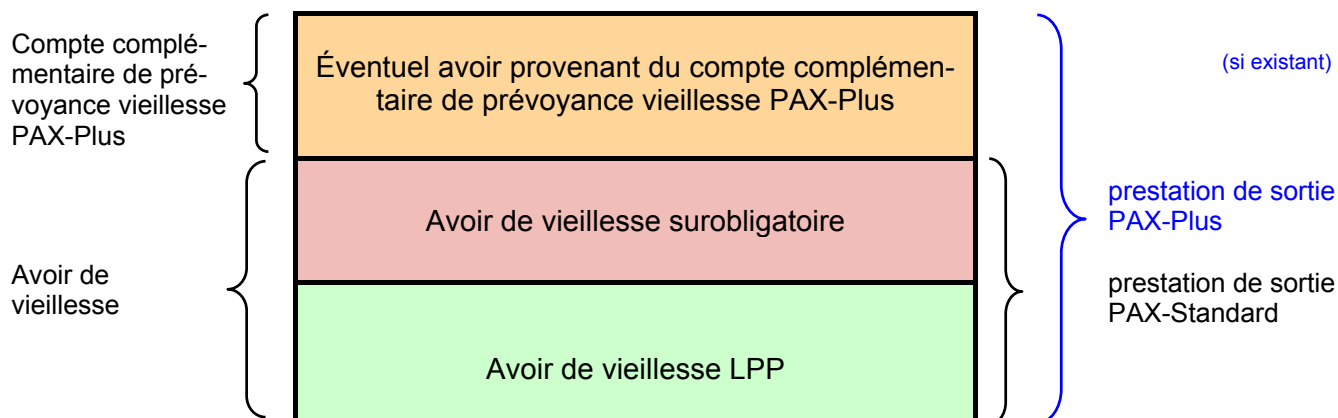 Compte complé-
mentaire de pré-
voyance vieillesse
PAX-Plus
Éventuel avoir provenant du compte complémen-
taire de prévoyance vieillesse PAX-Plus
(si existant)
Avoir de vieillesse surobligatoire
prestation de sortie
PAX-Plus
Avoir de
vieillesse
prestation de sortie
PAX-Standard
Avoir de vieillesse LPP